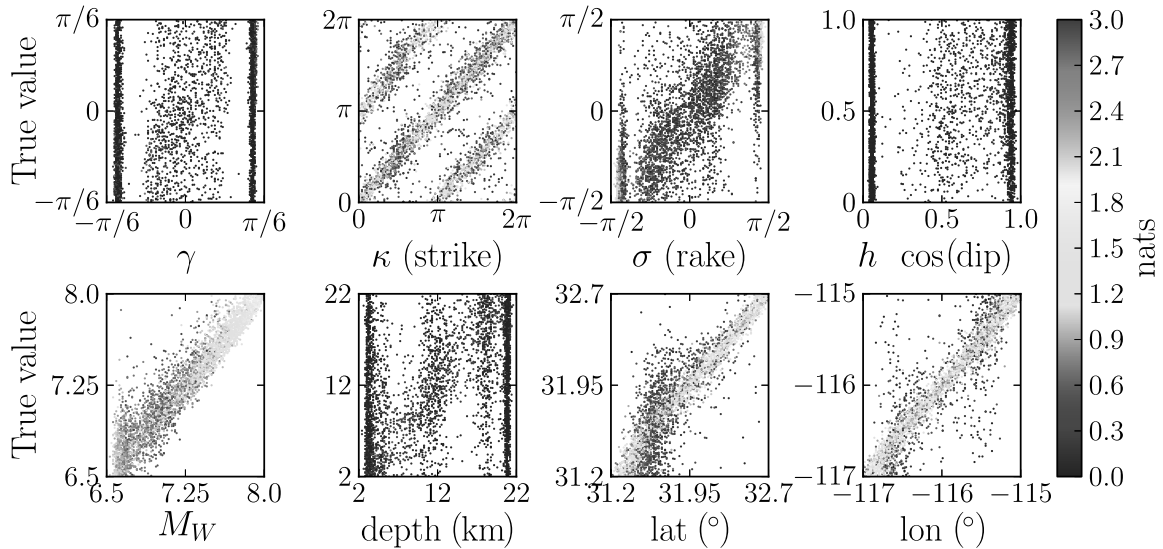 π/6
0
−π/6
−π/6 0 π/6
γ
True value
2π
π
0
0 π 2π
κ (strike)
π/2
0
−π/2
−π/2 0 π/2
σ (rake)
1.0
0.5
0
0 0.5 1.0
h cos(dip)
8.0
7.25
6.5
6.5 7.25 8.0
M_W
True value
22
12
2
2 12 22
depth (km)
32.7
31.95
31.2
31.2 31.95 32.7
lat (°)
−115
−116
−117
−117 −116 −115
lon (°)
3.0
2.7
2.4
2.1
1.8
1.5
1.2
0.9
0.6
0.3
0.0
nats